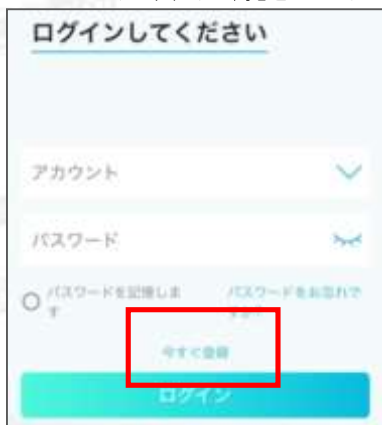 ログインしてください
アカウント
パスワード
パスワードを記憶しま
す
パスワードをお忘れで
今すぐ登録
ログイン